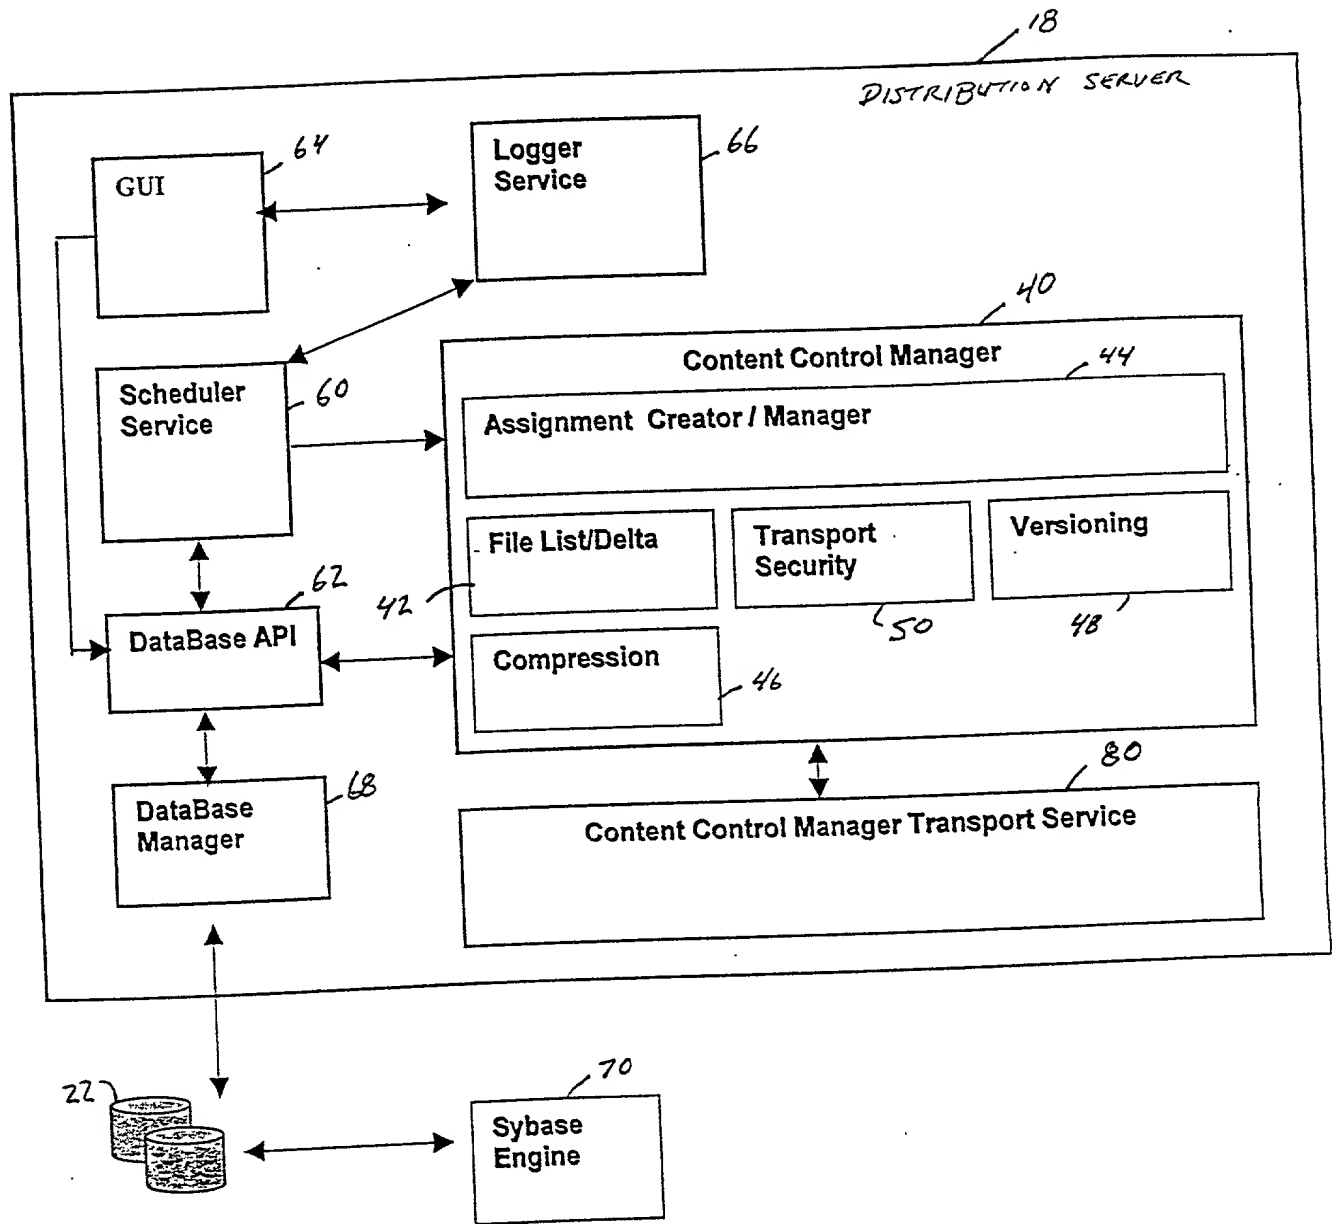 18
DISTRIBUTION SERVER
64
GUI
Logger
Service
66
40
Content Control Manager
44
Scheduler
Service
60
Assignment Creator / Manager
File List/Delta
Transport
Security
Versioning
42
50
48
62
DataBase API
Compression
46
68
DataBase
Manager
80
Content Control Manager Transport Service
22
70
Sybase
Engine